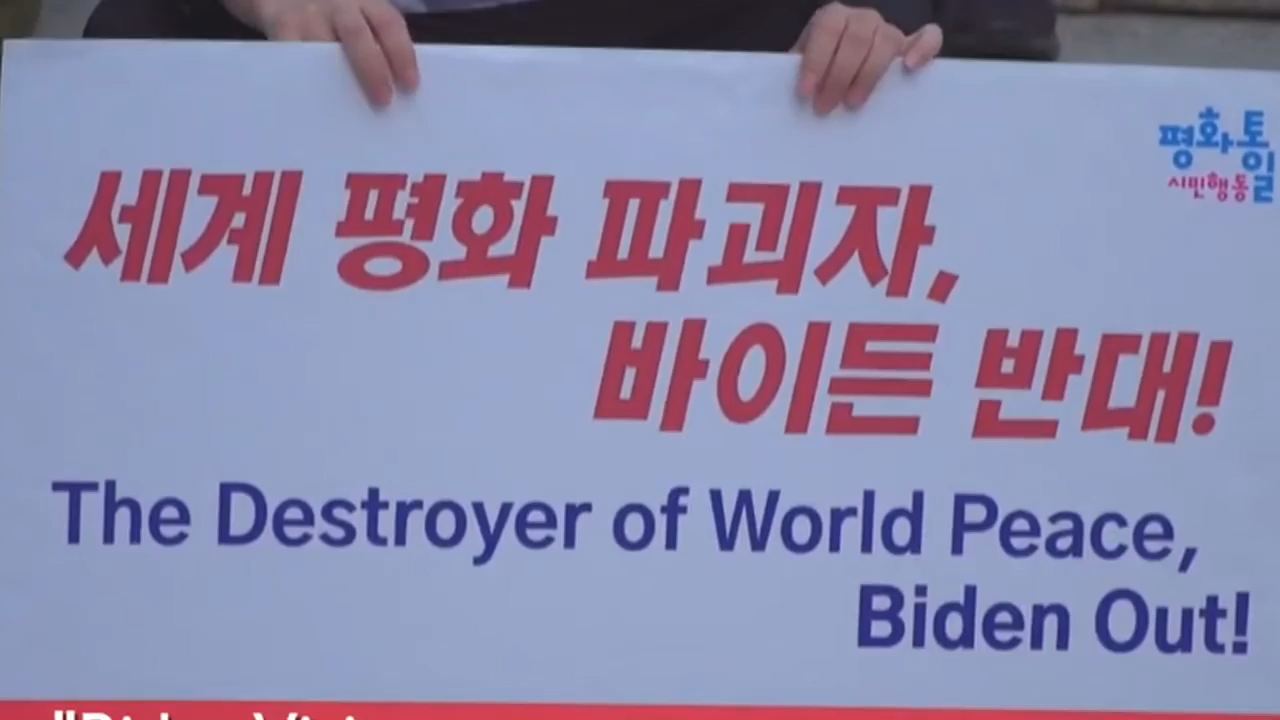 평화통일
시민행동
세계 평화 파괴자,
바이든 반대!
The Destroyer of World Peace,
Biden Out!